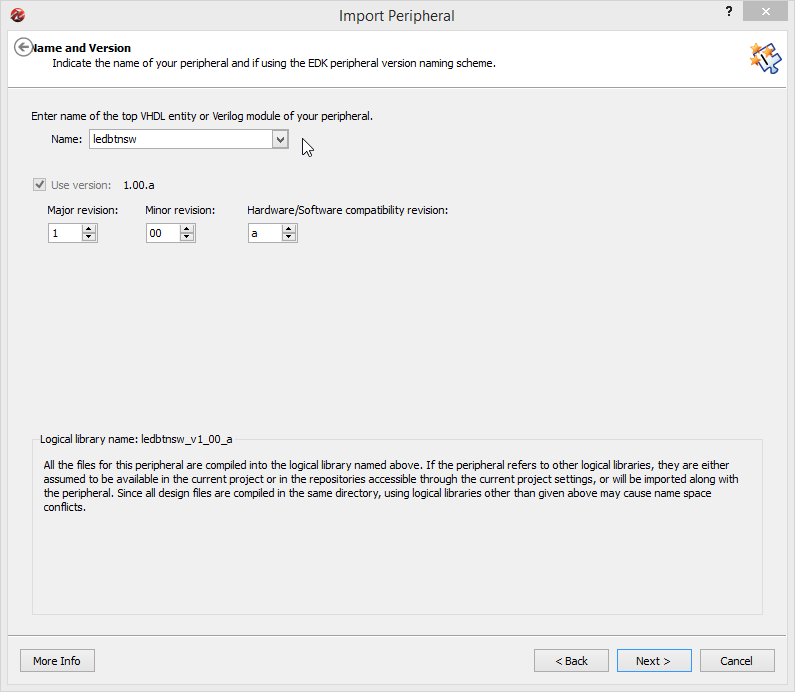 Import Peripheral
?
Name and Version
Indicate the name of your peripheral and if using the EDK peripheral version naming scheme.
Enter name of the top VHDL entity or Verilog module of your peripheral.
Name: ledbtnsw
Use version: 1.00.a
Major revision: Minor revision: Hardware/Software compatibility revision:
1 00 a
Logical library name: ledbtnsw_v1_00_a
All the files for this peripheral are compiled into the logical library named above. If the peripheral refers to other logical libraries, they are either
assumed to be available in the current project or in the repositories accessible through the current project settings, or will be imported along with
the peripheral. Since all design files are compiled in the same directory, using logical libraries other than given above may cause name space
conflicts.
More Info < Back Next > Cancel